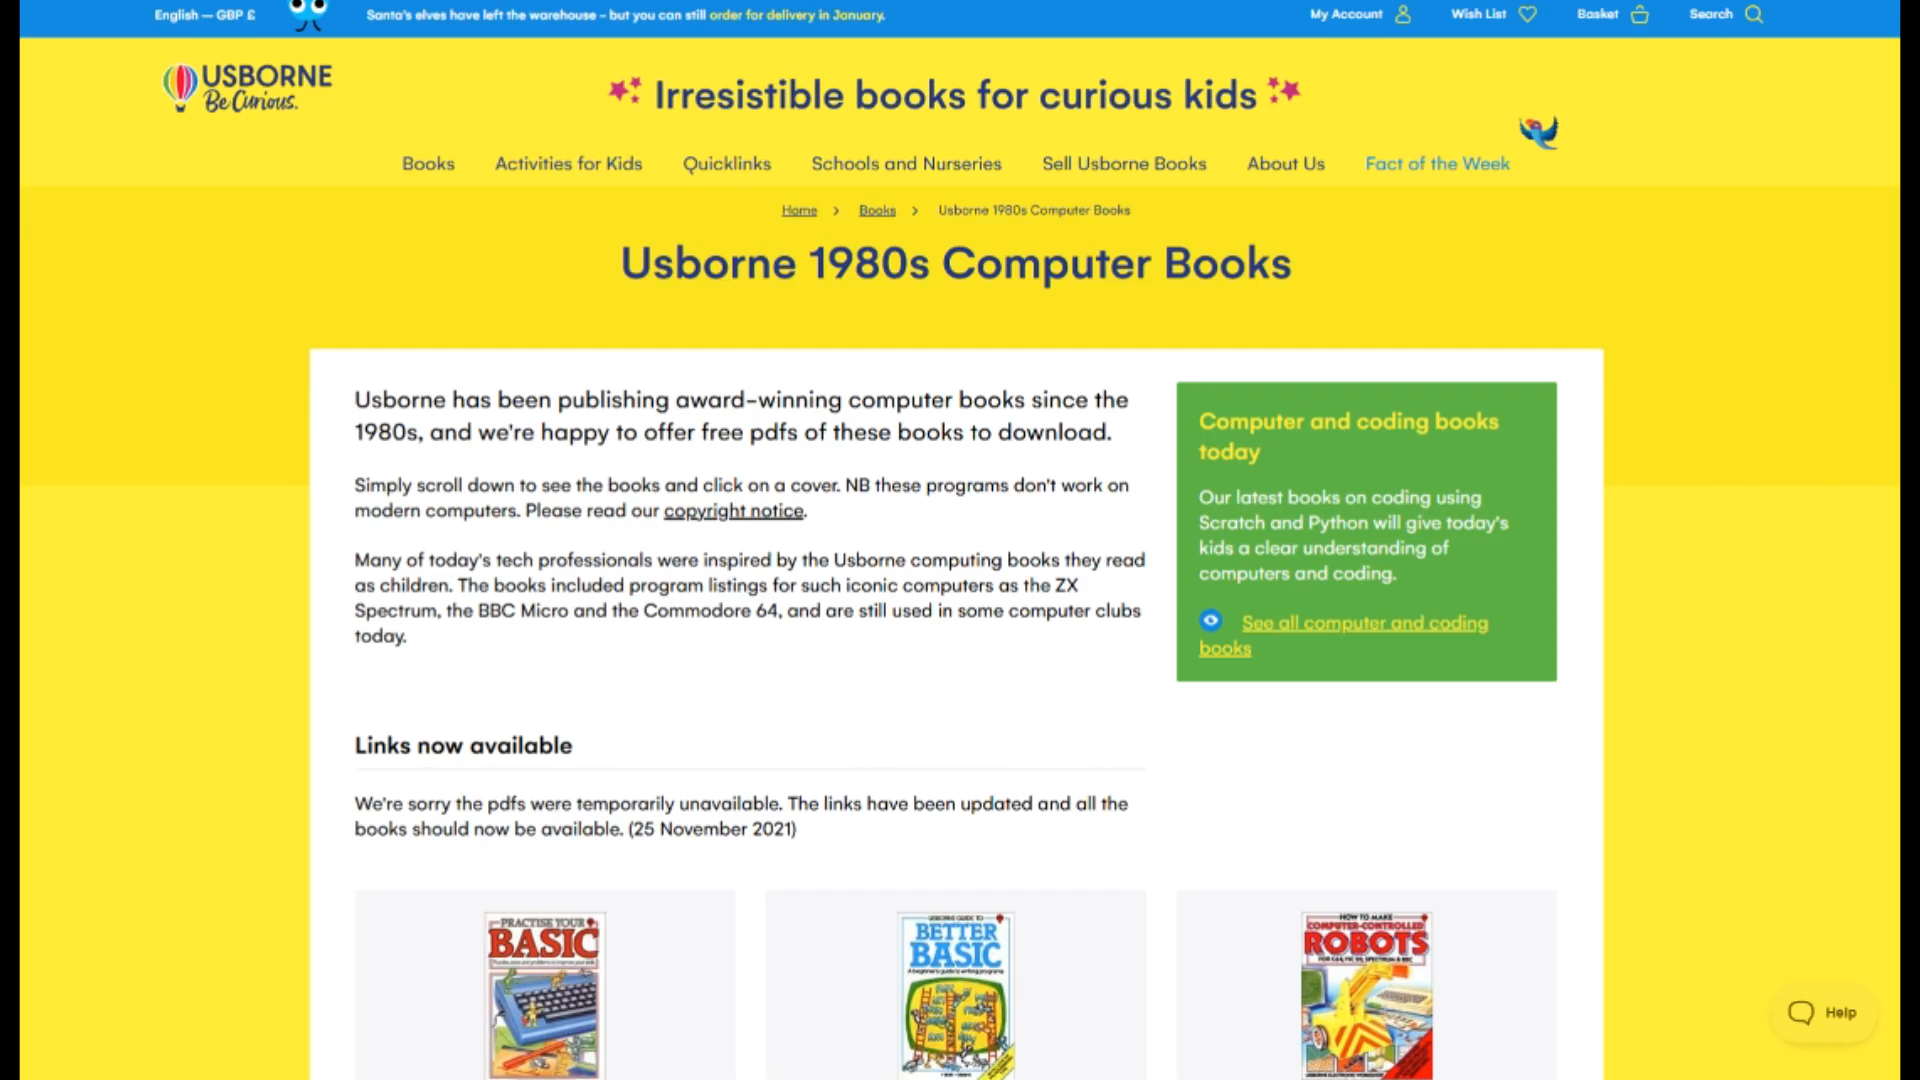 English — GBP £
Santa's elves have left the warehouse - but you can still order for delivery in January.
My Account
Wish List
Basket
Search
USBORNE
Be Curious.
Irresistible books for curious kids
Books
Activities for Kids
Quicklinks
Schools and Nurseries
Sell Usborne Books
About Us
Fact of the Week
Home > Books > Usborne 1980s Computer Books
Usborne 1980s Computer Books
Usborne has been publishing award-winning computer books since the
1980s, and we're happy to offer free pdfs of these books to download.
Simply scroll down to see the books and click on a cover. NB these programs don't work on
modern computers. Please read our copyright notice.
Many of today's tech professionals were inspired by the Usborne computing books they read
as children. The books included program listings for such iconic computers as the ZX
Spectrum, the BBC Micro and the Commodore 64, and are still used in some computer clubs
today.
Computer and coding books
today
Our latest books on coding using
Scratch and Python will give today's
kids a clear understanding of
computers and coding.
See all computer and coding
books
Links now available
We're sorry the pdfs were temporarily unavailable. The links have been updated and all the
books should now be available. (25 November 2021)
PRACTISE YOUR
BASIC
USBORNE GUIDE TO
BETTER
BASIC
A beginner's guide to writing programs
HOW TO MAKE
COMPUTER-CONTROLLED
ROBOTS
Help